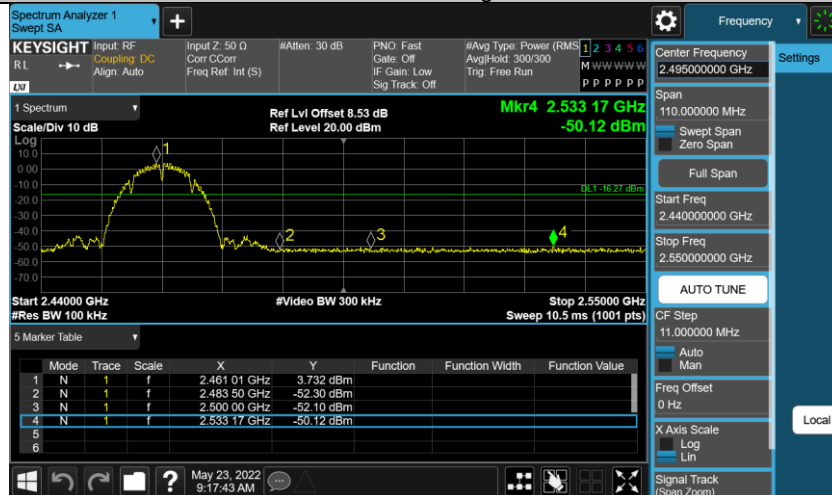 Spectrum Analyzer 1
Swept SA
+
Frequency
KEYSIGHT
RL
LXI
Input: RF
Coupling: DC
Align: Auto
Input Z: 50 Ω
Corr CCorr
Freq Ref: Int (S)
#Atten: 30 dB
PNO: Fast
Gate: Off
IF Gain: Low
Sig Track: Off
#Avg Type: Power (RMS
Avg|Hold: 300/300
Trig: Free Run
1 2 3 4 5 6
M W W W W W
P P P P P P
1 Spectrum
Scale/Div 10 dB
Ref Lvl Offset 8.53 dB
Ref Level 20.00 dBm
Mkr4 2.533 17 GHz
-50.12 dBm
Log
10.0
0.00
-10.0
-20.0
-30.0
-40.0
-50.0
-60.0
-70.0
1
2
3
4
DL1 -16.27 dBm
Start 2.44000 GHz
#Video BW 300 kHz
Stop 2.55000 GHz
#Res BW 100 kHz
Sweep 10.5 ms (1001 pts)
5 Marker Table
Mode Trace Scale X Y Function Function Width Function Value
1 N 1 f 2.461 01 GHz 3.732 dBm
2 N 1 f 2.483 50 GHz -52.30 dBm
3 N 1 f 2.500 00 GHz -52.10 dBm
4 N 1 f 2.533 17 GHz -50.12 dBm
5
6
?
May 23, 2022
9:17:43 AM
Center Frequency
2.495000000 GHz
Span
110.000000 MHz
Swept Span
Zero Span
Full Span
Start Freq
2.440000000 GHz
Stop Freq
2.550000000 GHz
AUTO TUNE
CF Step
11.000000 MHz
Auto
Man
Freq Offset
0 Hz
X Axis Scale
Log
Lin
Signal Track
(Span Zoom)
Settings
Local